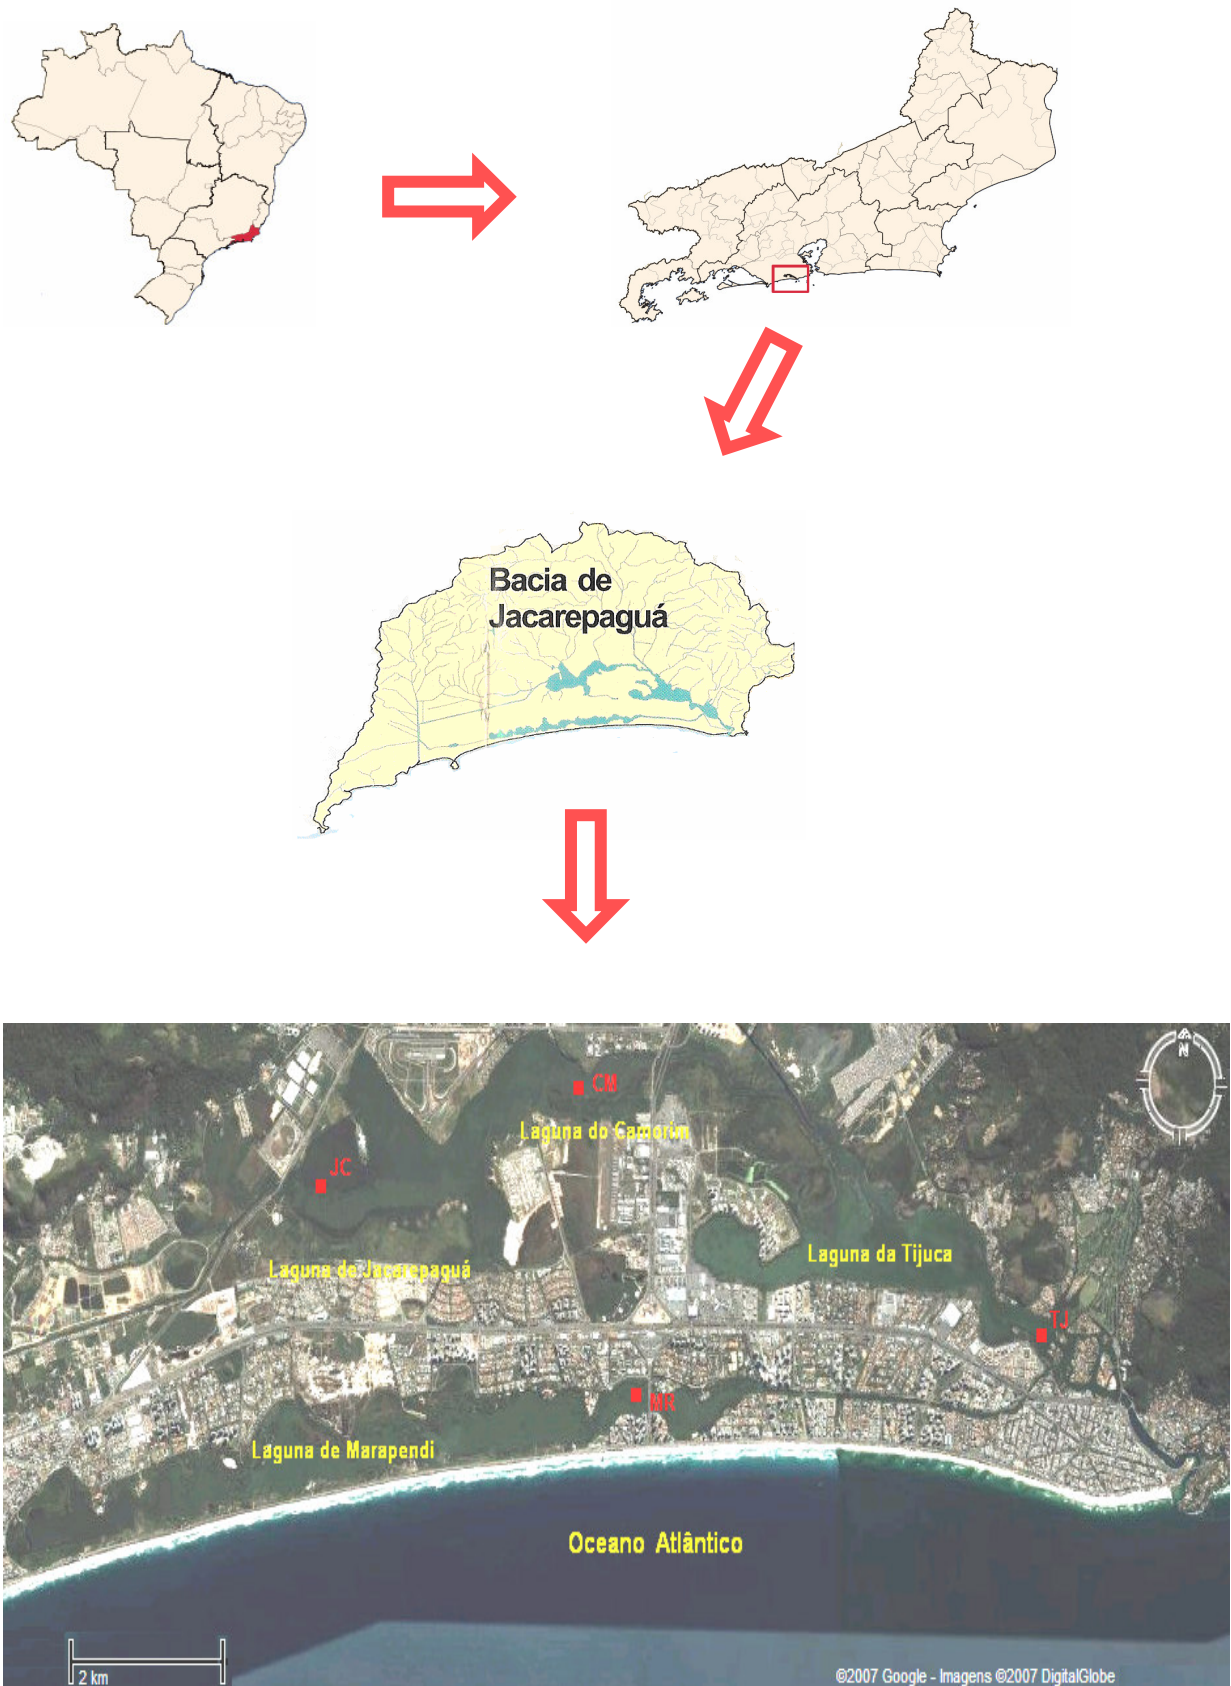 Bacia de
Jacarepaguá
N
CM
Laguna do Camorim
JC
Laguna da Tijuca
Laguna de Jacarepaguá
TJ
MR
Laguna de Marapendi
Oceano Atlântico
2 km
©2007 Google - Imagens ©2007 DigitalGlobe